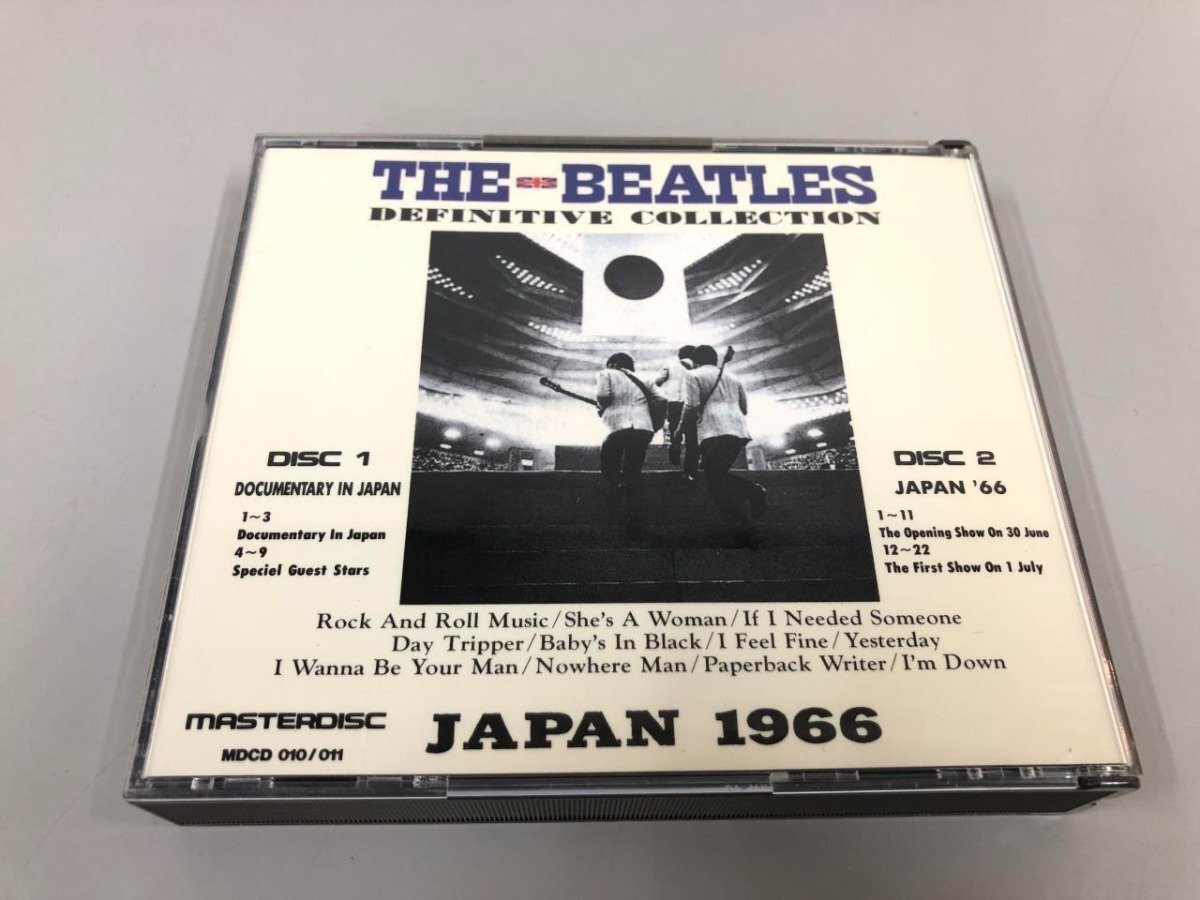 THE BEATLES
DEFINITIVE COLLECTION
DISC 1
DOCUMENTARY IN JAPAN
1~3
Documentary In Japan
4~9
Speciel Guest Stars
DISC 2
JAPAN '66
1~11
The Opening Show On 30 June
12~22
The First Show On 1 July
Rock And Roll Music/She's A Woman/If I Needed Someone
Day Tripper/Baby's In Black/I Feel Fine/Yesterday
I Wanna Be Your Man/Nowhere Man/Paperback Writer/I'm Down
MASTERDISC
MDCD 010/011
JAPAN 1966